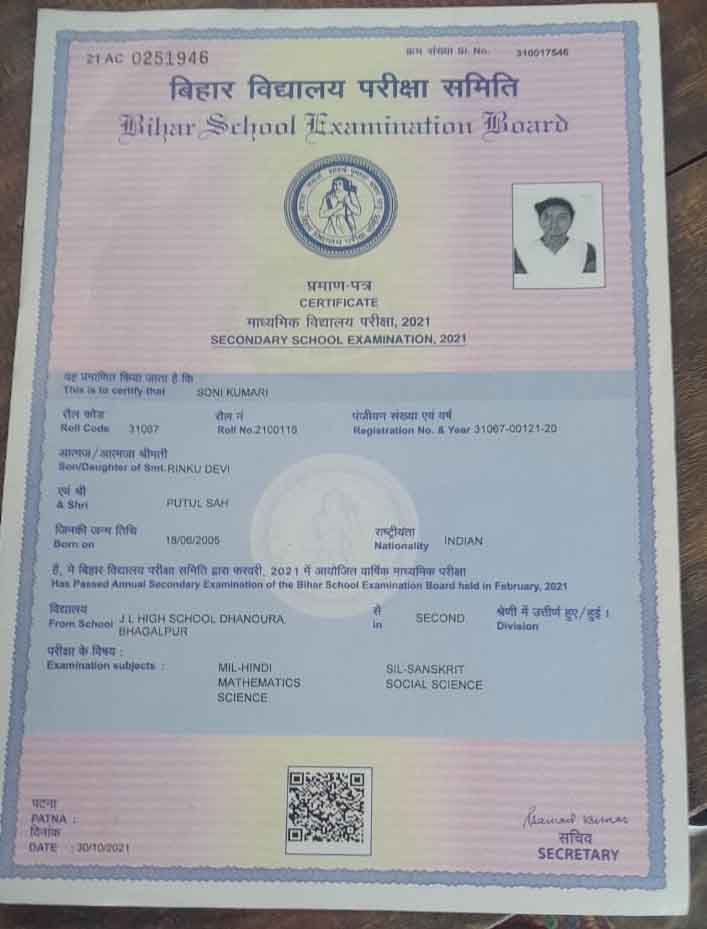 21 AC 0251946
क्रम संख्या Sl. No. 310017546
बिहार विद्यालय परीक्षा समिति
Bihar School Examination Board
प्रमाण-पत्र
CERTIFICATE
माध्यमिक विद्यालय परीक्षा, 2021
SECONDARY SCHOOL EXAMINATION, 2021
यह प्रमाणित किया जाता है कि
This is to certify that SONI KUMARI
रौल कोड रौल नं पंजीयन संख्या एवं वर्ष
Roll Code 31067 Roll No. 2100116 Registration No. & Year 31067-00121-20
आत्मज/आत्मजा श्रीमती
Son/Daughter of Smt. RINKU DEVI
एवं श्री
& Shri PUTUL SAH
जिनकी जन्म तिथि राष्ट्रीयता
Born on 18/06/2005 Nationality INDIAN
है, ने बिहार विद्यालय परीक्षा समिति द्वारा फरवरी, 2021 में आयोजित वार्षिक माध्यमिक परीक्षा
Has Passed Annual Secondary Examination of the Bihar School Examination Board held in February, 2021
विद्यालय से श्रेणी में उत्तीर्ण हुए/हुई।
From School J L HIGH SCHOOL DHANOURA, in SECOND Division
BHAGALPUR
परीक्षा के विषय :
Examination subjects : MIL-HINDI SIL-SANSKRIT
MATHEMATICS SOCIAL SCIENCE
SCIENCE
पटना
PATNA :
दिनांक
DATE : 30/10/2021
सचिव
SECRETARY